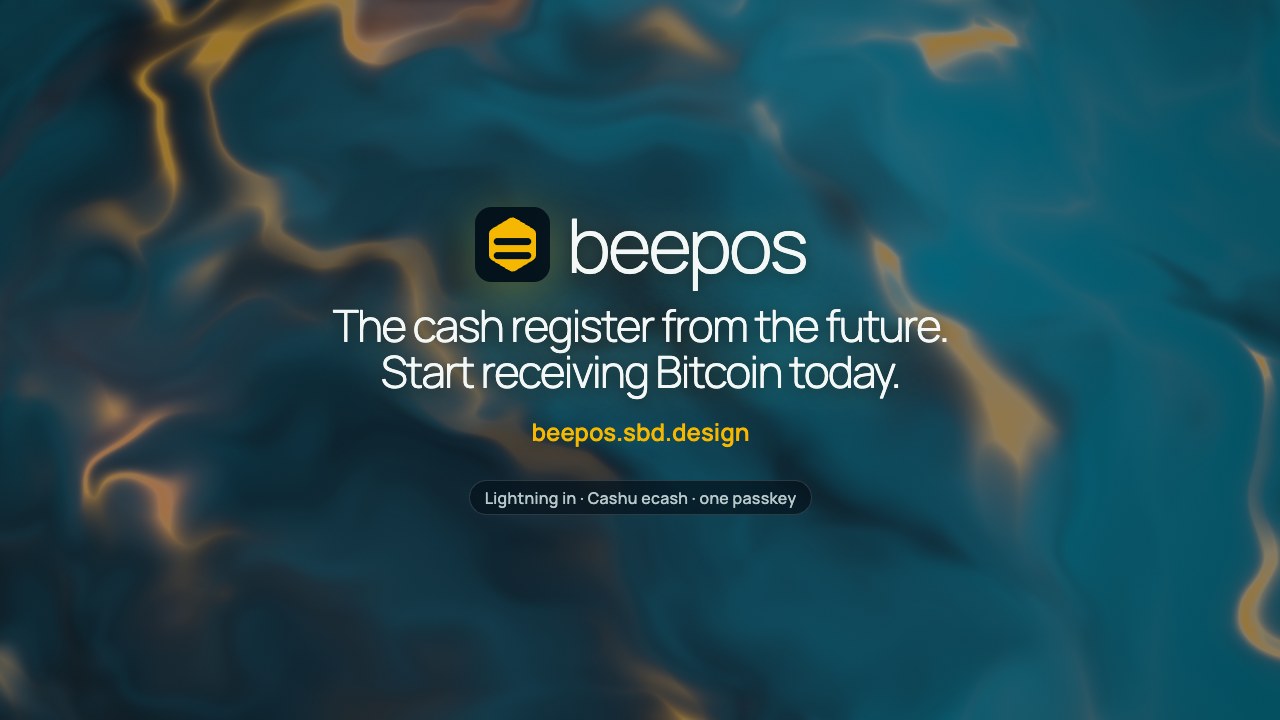 beepos
The cash register from the future.
Start receiving Bitcoin today.
beepos.sbd.design
Lightning in · Cashu ecash · one passkey